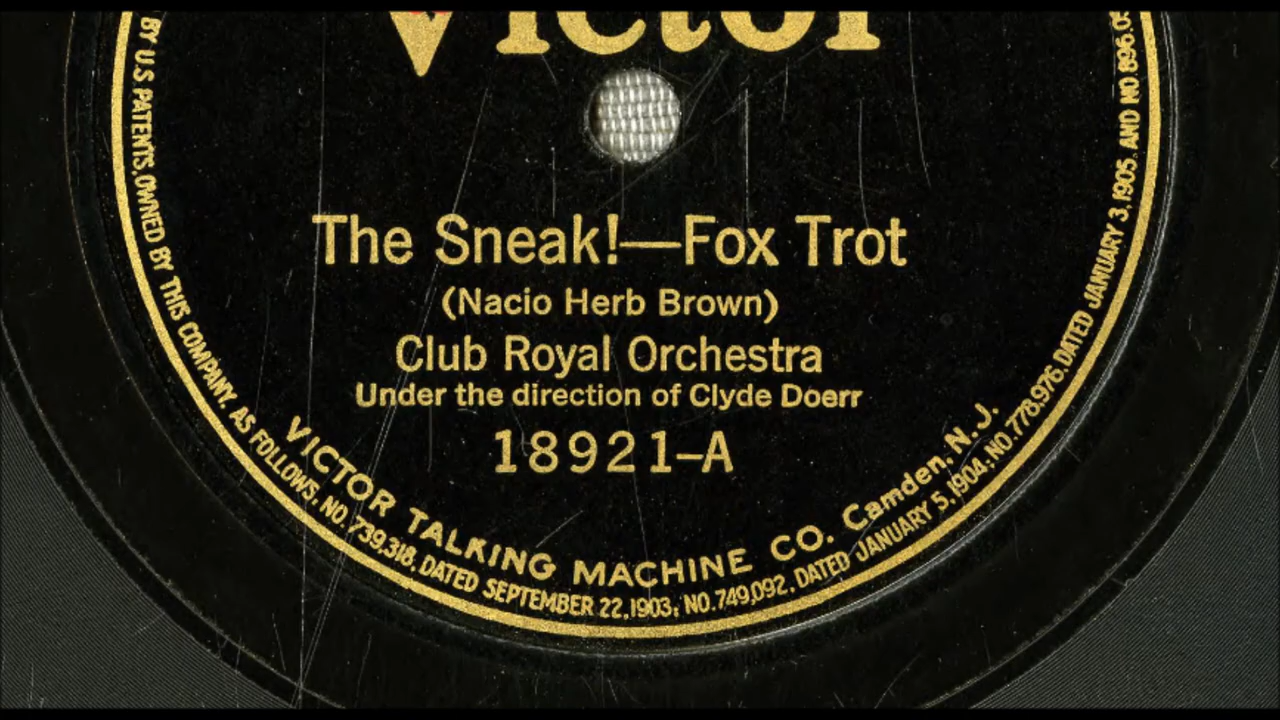 Victor
The Sneak!—Fox Trot
(Nacio Herb Brown)
Club Royal Orchestra
Under the direction of Clyde Doerr
18921-A
VICTOR TALKING MACHINE CO. Camden, N. J.
BY U.S. PATENTS, OWNED BY THIS COMPANY, AS FOLLOWS, NO. 739,318, DATED SEPTEMBER 22, 1903; NO. 749,092, DATED JANUARY 5, 1904; NO. 778,976, DATED JANUARY 3, 1905, AND NO. 896,05